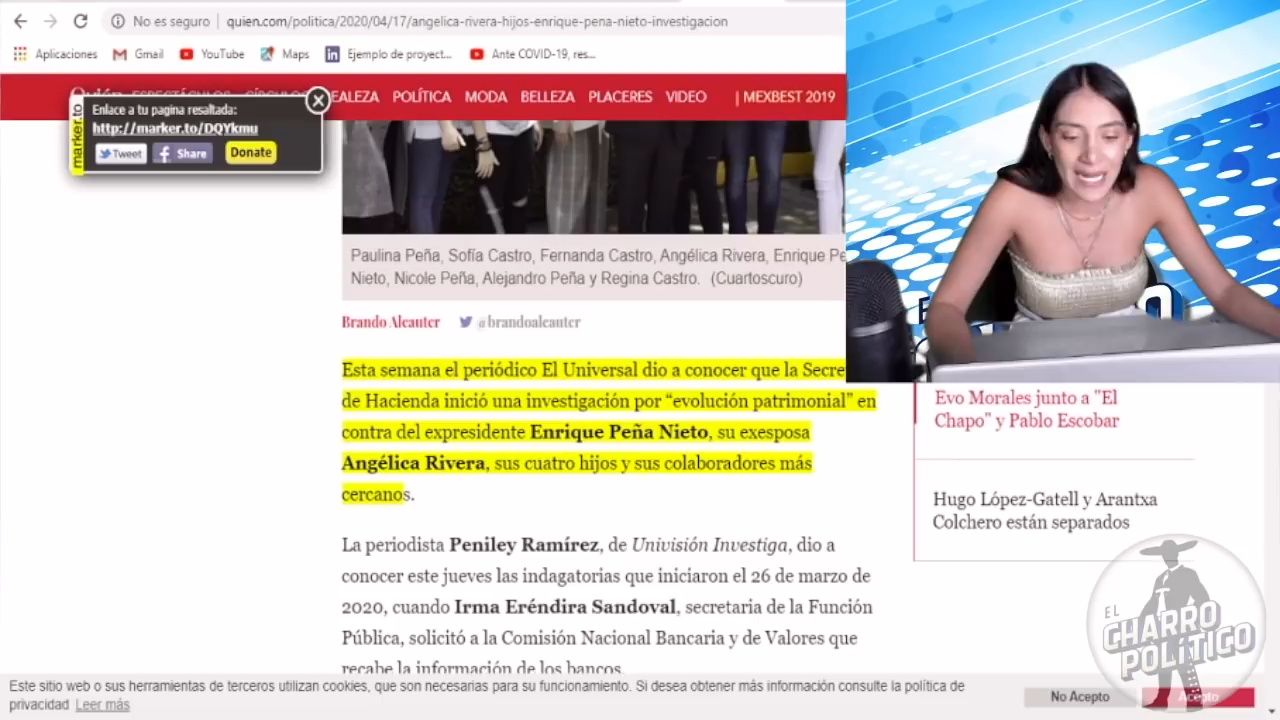 No es seguro | quien.com/politica/2020/04/17/angelica-rivera-hijos-enrique-pena-nieto-investigacion
Aplicaciones Gmail YouTube Maps Ejemplo de proyect... Ante COVID-19, res...
EALEZA POLÍTICA MODA BELLEZA PLACERES VIDEO | MEXBEST 2019
marker.to
Enlace a tu pagina resaltada:
http://marker.to/DQYkmu
Tweet Share Donate
Paulina Peña, Sofía Castro, Fernanda Castro, Angélica Rivera, Enrique Pe
Nieto, Nicole Peña, Alejandro Peña y Regina Castro. (Cuartoscuro)
Brando Alcauter @brandoalcauter
Esta semana el periódico El Universal dio a conocer que la Secre
de Hacienda inició una investigación por “evolución patrimonial” en
contra del expresidente Enrique Peña Nieto, su exesposa
Angélica Rivera, sus cuatro hijos y sus colaboradores más
cercanos.
La periodista Peniley Ramírez, de Univisión Investiga, dio a
conocer este jueves las indagatorias que iniciaron el 26 de marzo de
2020, cuando Irma Eréndira Sandoval, secretaria de la Función
Pública, solicitó a la Comisión Nacional Bancaria y de Valores que
recabe la información de los bancos.
Evo Morales junto a "El
Chapo" y Pablo Escobar
Hugo López-Gatell y Arantxa
Colchero están separados
EL
CHARRO
POLÍTICO
Este sitio web o sus herramientas de terceros utilizan cookies, que son necesarias para su funcionamiento. Si desea obtener más información consulte la política de
privacidad Leer más
No Acepto Acepto